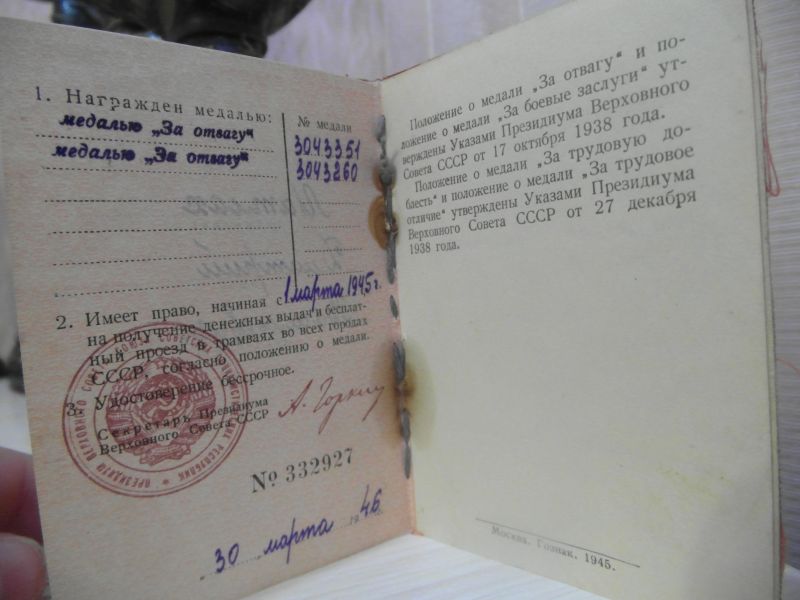 1. Награжден медалью:
№ медали
медалью „За отвагу“
3043351
медалью „За отвагу“
3043260
1 марта 1945 г.
2. Имеет право, начиная с
на получение денежных выдач и бесплат-
ный проезд в трамваях во всех городах
СССР, согласно положению о медали.
3. Удостоверение бессрочное.
Секретарь Президиума
Верховного Совета СССР
А. Горкин
№ 332927
30 марта 1946
Положение о медали „За отвагу“ и по-
ложение о медали „За боевые заслуги“ ут-
верждены Указами Президиума Верховного
Совета СССР от 17 октября 1938 года.
Положение о медали „За трудовую до-
блесть“ и положение о медали „За трудовое
отличие“ утверждены Указами Президиума
Верховного Совета СССР от 27 декабря
1938 года.
Москва. Гознак. 1945.